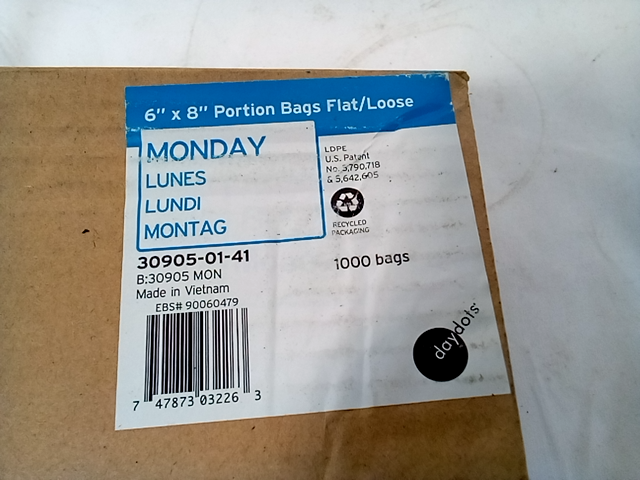 6" x 8" Portion Bags Flat/Loose
MONDAY
LUNES
LUNDI
MONTAG
LDPE
U.S. Patent
No. 5,790,718
& 5,642,605
RECYCLED
PACKAGING
30905-01-41
B:30905 MON
Made in Vietnam
EBS# 90060479
1000 bags
7 47873 03226 3
daydots